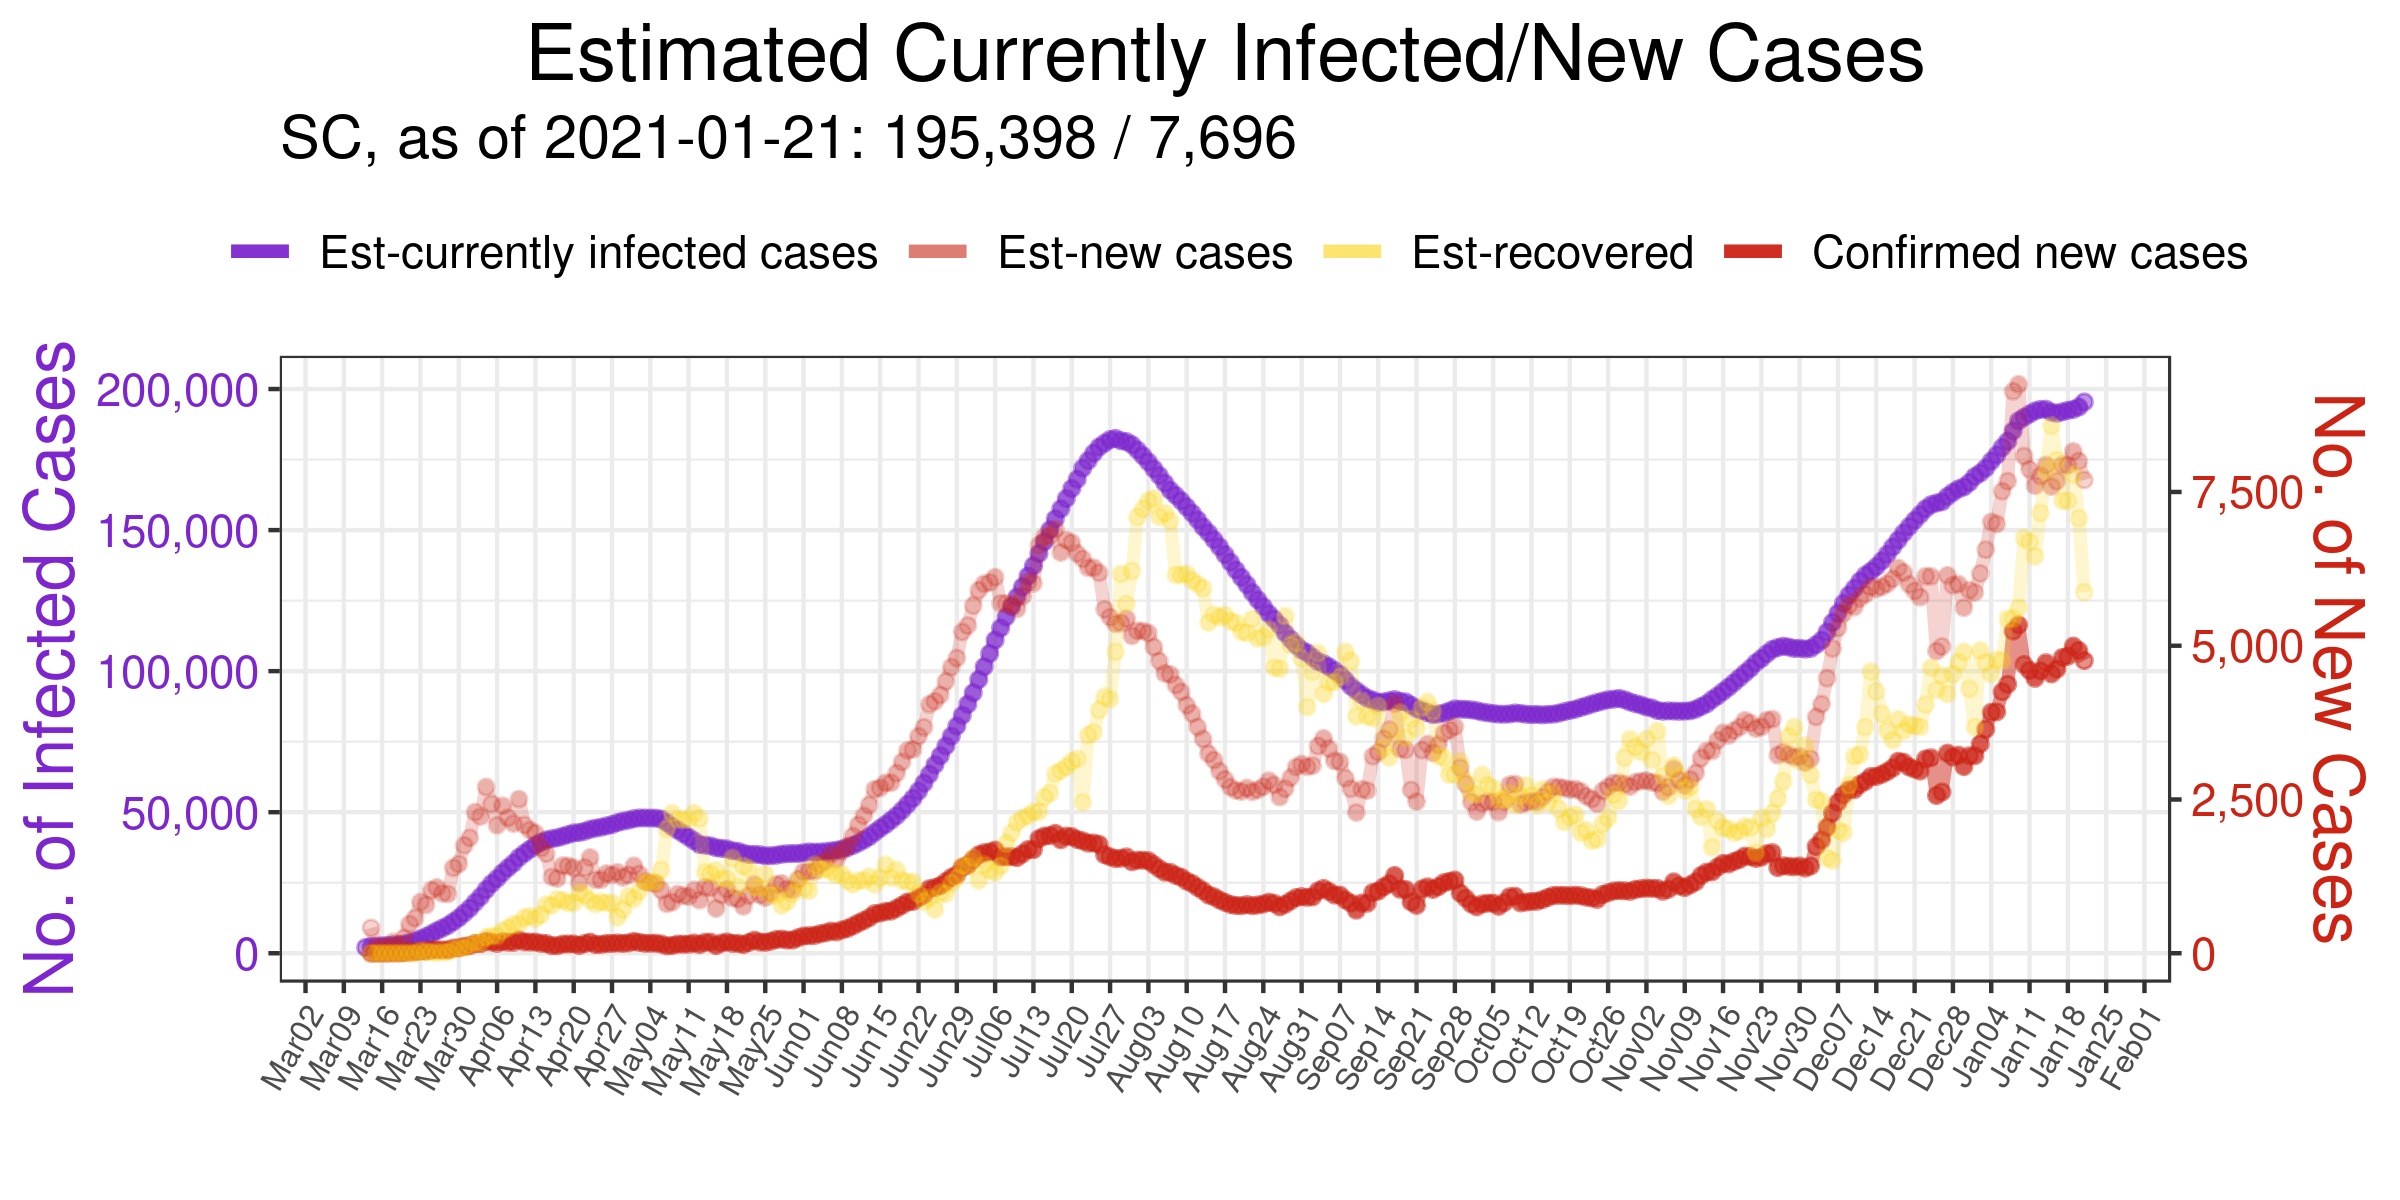 Estimated Currently Infected/New Cases
SC, as of 2021-01-21: 195,398 / 7,696
Est-currently infected cases Est-new cases Est-recovered Confirmed new cases
No. of Infected Cases
200,000
150,000
100,000
50,000
0
7,500
5,000
2,500
0
No. of New Cases
Mar02 Mar09 Mar16 Mar23 Mar30 Apr06 Apr13 Apr20 Apr27 May04 May11 May18 May25 Jun01 Jun08 Jun15 Jun22 Jun29 Jul06 Jul13 Jul20 Jul27 Aug03 Aug10 Aug17 Aug24 Aug31 Sep07 Sep14 Sep21 Sep28 Oct05 Oct12 Oct19 Oct26 Nov02 Nov09 Nov16 Nov23 Nov30 Dec07 Dec14 Dec21 Dec28 Jan04 Jan11 Jan18 Jan25 Feb01